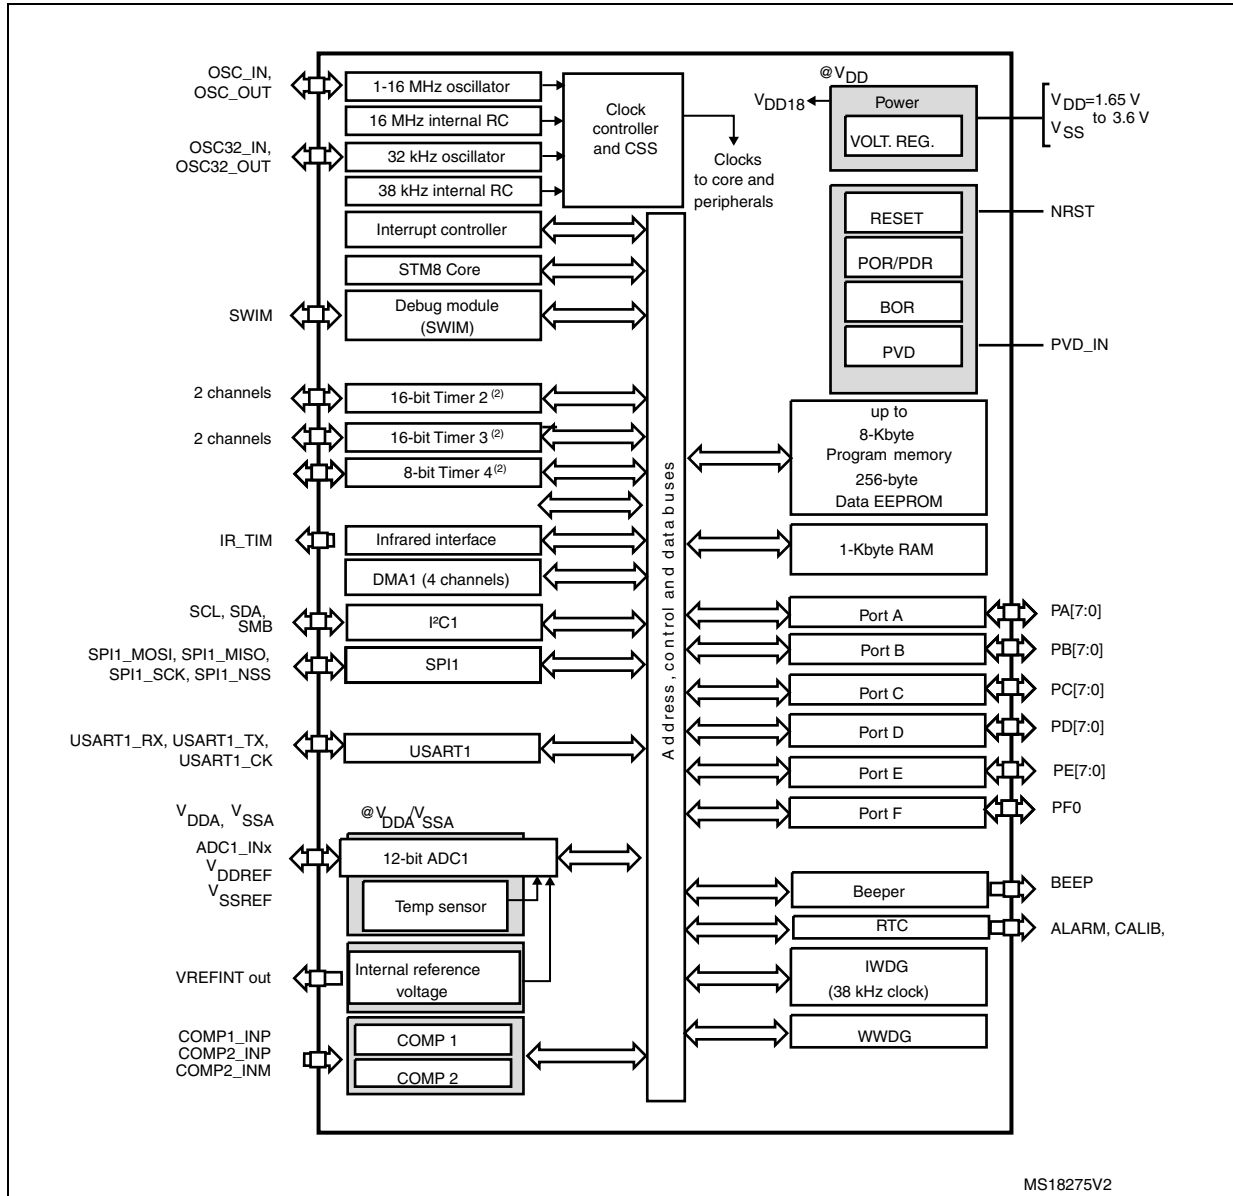 OSC_IN,
OSC_OUT
1-16 MHz oscillator
16 MHz internal RC
OSC32_IN,
OSC32_OUT
32 kHz oscillator
38 kHz internal RC
Clock
controller
and CSS
Clocks
to core and
peripherals
@VDD
VDD18
Power
VOLT. REG.
VDD=1.65 V
to 3.6 V
VSS
RESET
NRST
POR/PDR
BOR
PVD
PVD_IN
Interrupt controller
STM8 Core
SWIM
Debug module
(SWIM)
2 channels
16-bit Timer 2 (2)
2 channels
16-bit Timer 3 (2)
8-bit Timer 4(2)
IR_TIM
Infrared interface
DMA1 (4 channels)
SCL, SDA,
SMB
I²C1
SPI1_MOSI, SPI1_MISO,
SPI1_SCK, SPI1_NSS
SPI1
USART1_RX, USART1_TX,
USART1_CK
USART1
VDDA, VSSA
@VDDA/VSSA
ADC1_INx
VDDREF
VSSREF
12-bit ADC1
Temp sensor
VREFINT out
Internal reference
voltage
COMP1_INP
COMP2_INP
COMP2_INM
COMP 1
COMP 2
Address, control and data buses
up to
8-Kbyte
Program memory
256-byte
Data EEPROM
1-Kbyte RAM
Port A
PA[7:0]
Port B
PB[7:0]
Port C
PC[7:0]
Port D
PD[7:0]
Port E
PE[7:0]
Port F
PF0
Beeper
BEEP
RTC
ALARM, CALIB,
IWDG
(38 kHz clock)
WWDG
MS18275V2